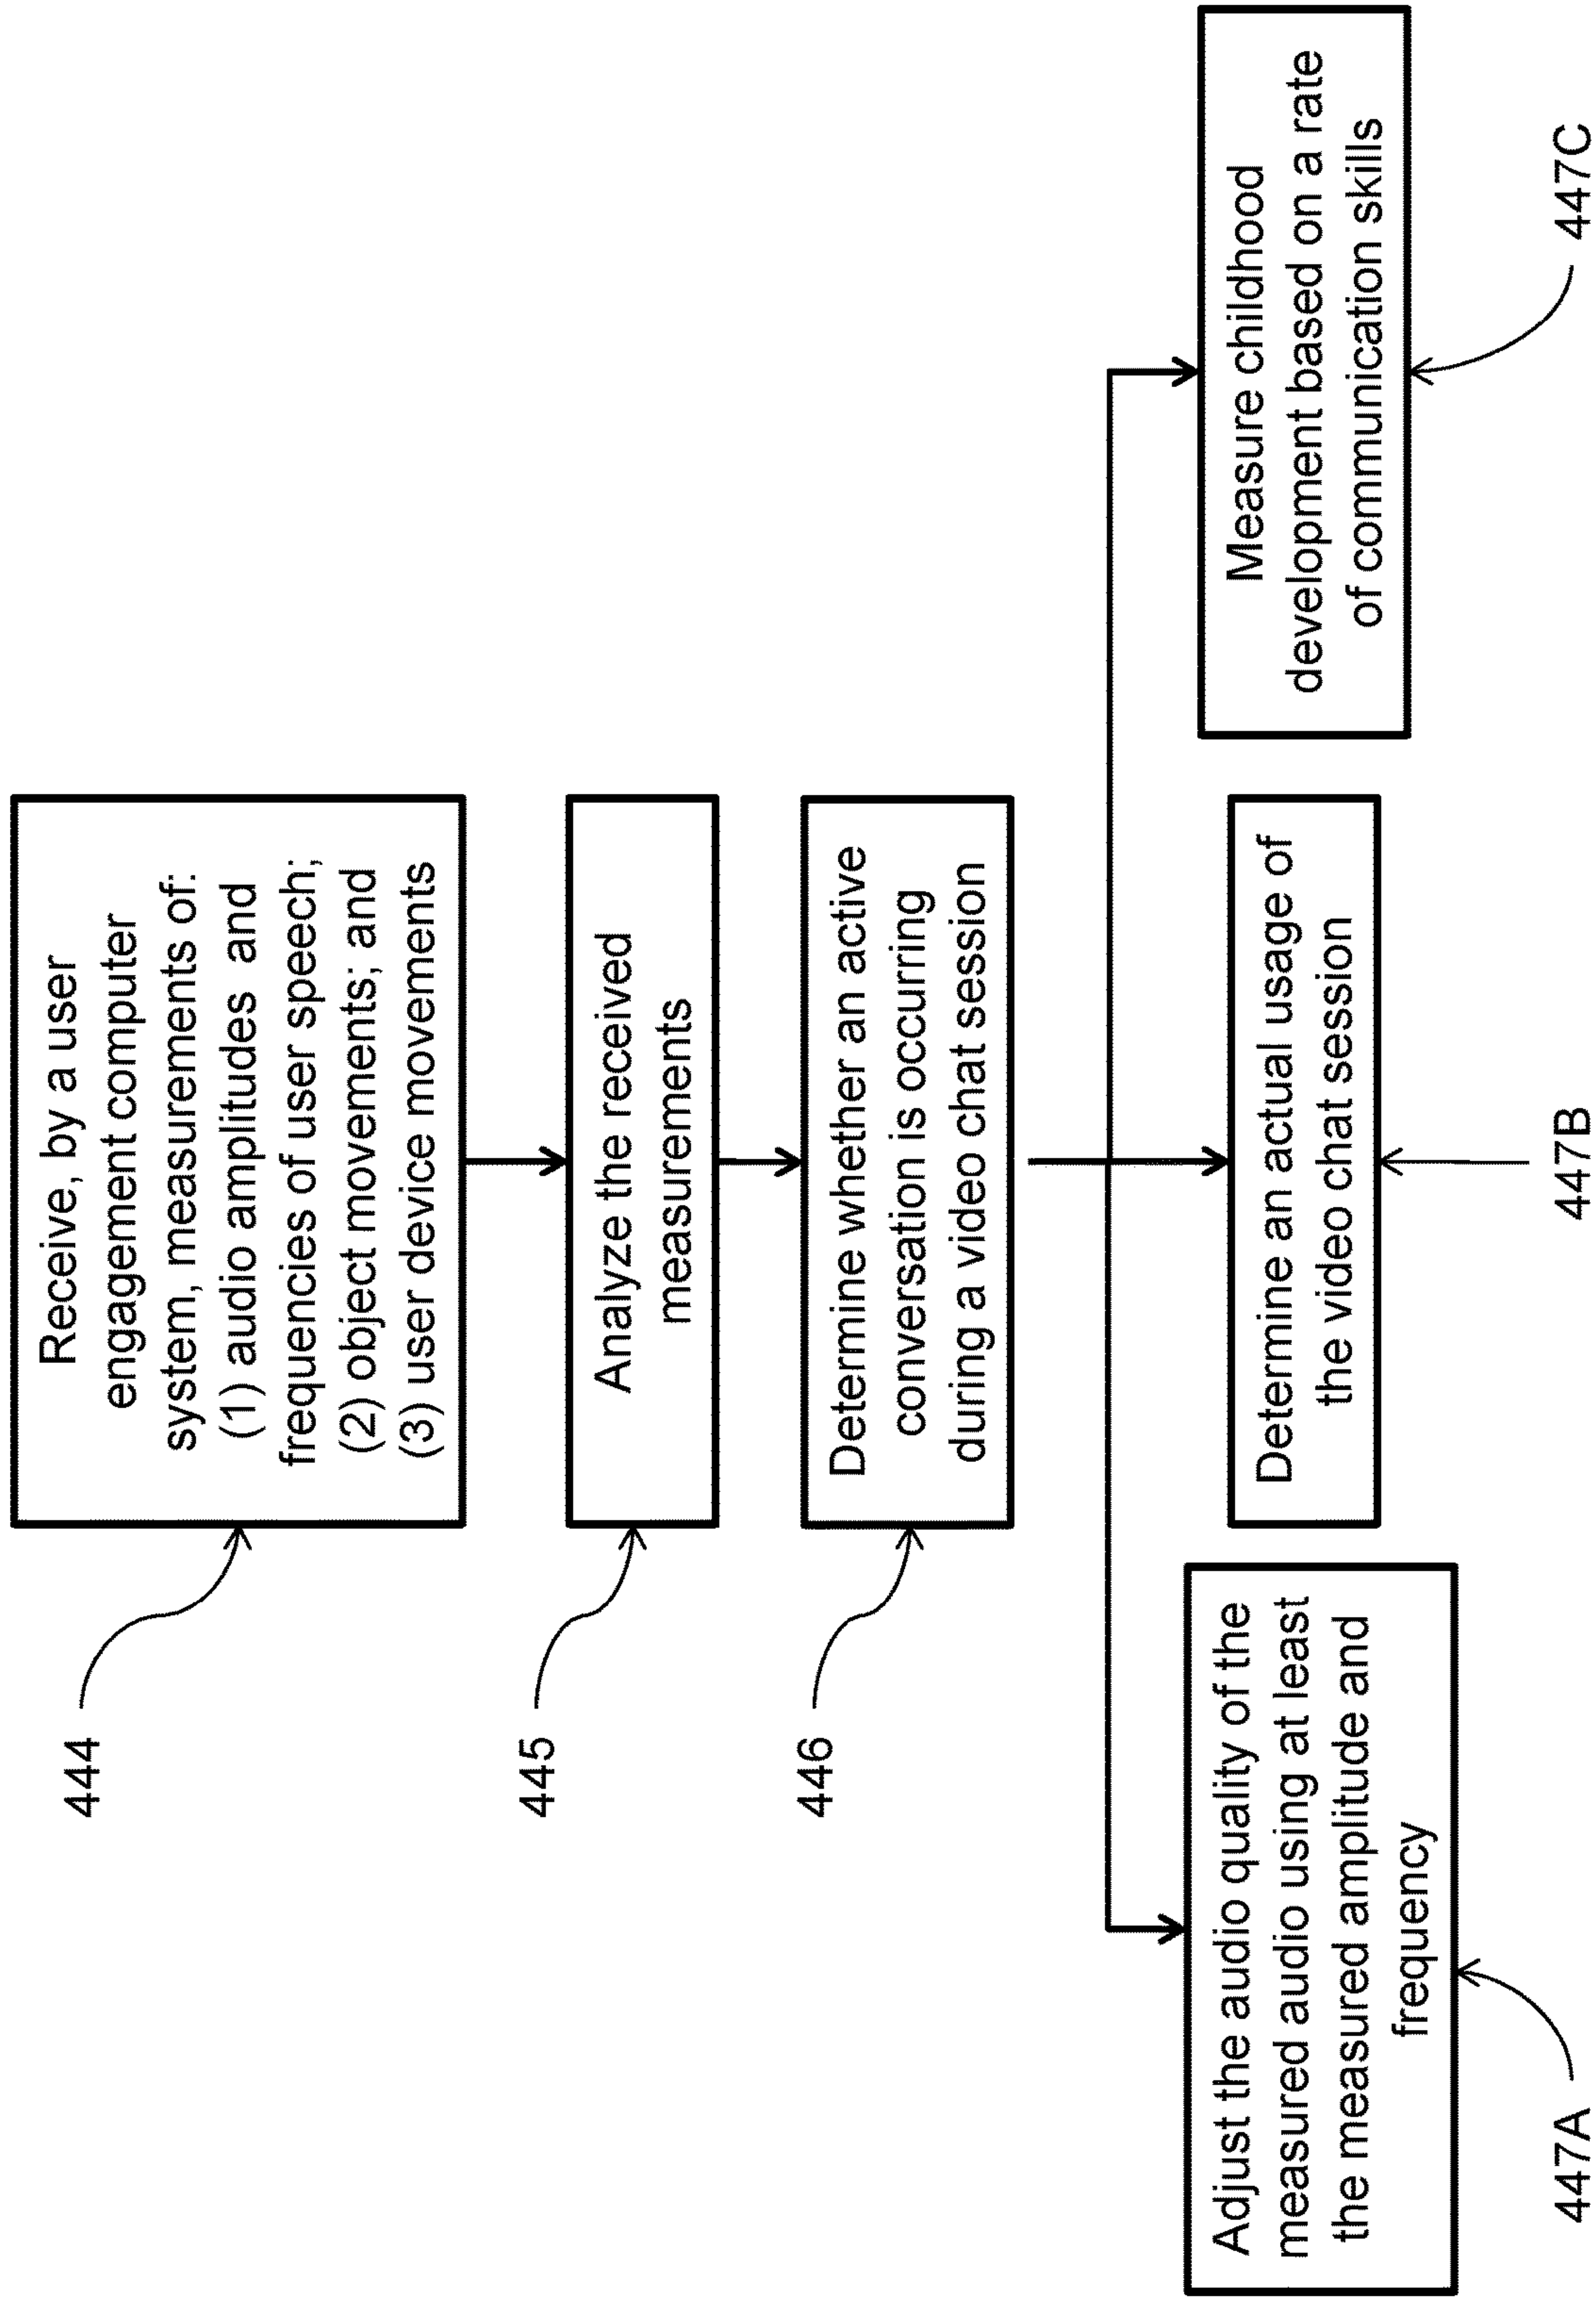 444
Receive, by a user
engagement computer
system, measurements of:
(1) audio amplitudes and
frequencies of user speech;
(2) object movements; and
(3) user device movements
445
Analyze the received
measurements
446
Determine whether an active
conversation is occurring
during a video chat session
Adjust the audio quality of the
measured audio using at least
the measured amplitude and
frequency
447A
Determine an actual usage of
the video chat session
447B
Measure childhood
development based on a rate
of communication skills
447C